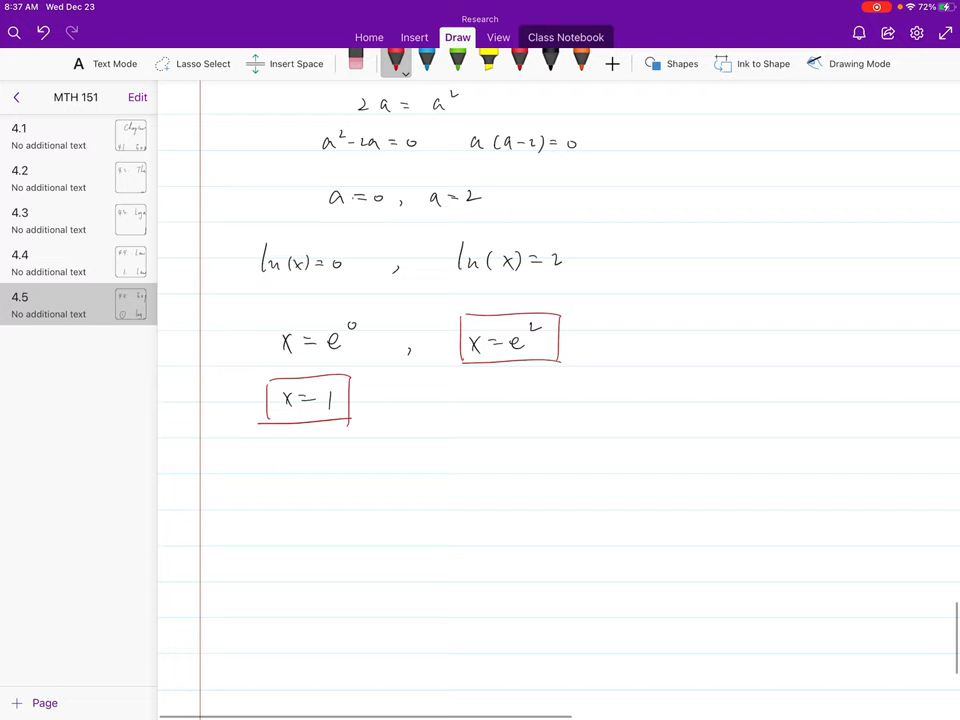 8:37 AM Wed Dec 23
72%
Research
Home Insert Draw View Class Notebook
Text Mode Lasso Select Insert Space Shapes Ink to Shape Drawing Mode
MTH 151 Edit
4.1
No additional text
4.2
No additional text
4.3
No additional text
4.4
No additional text
4.5
No additional text
Page
2a = a²
a² - 2a = 0 a(a-2) = 0
a = 0, a = 2
ln(x) = 0, ln(x) = 2
x = e⁰, x = e²
x = 1